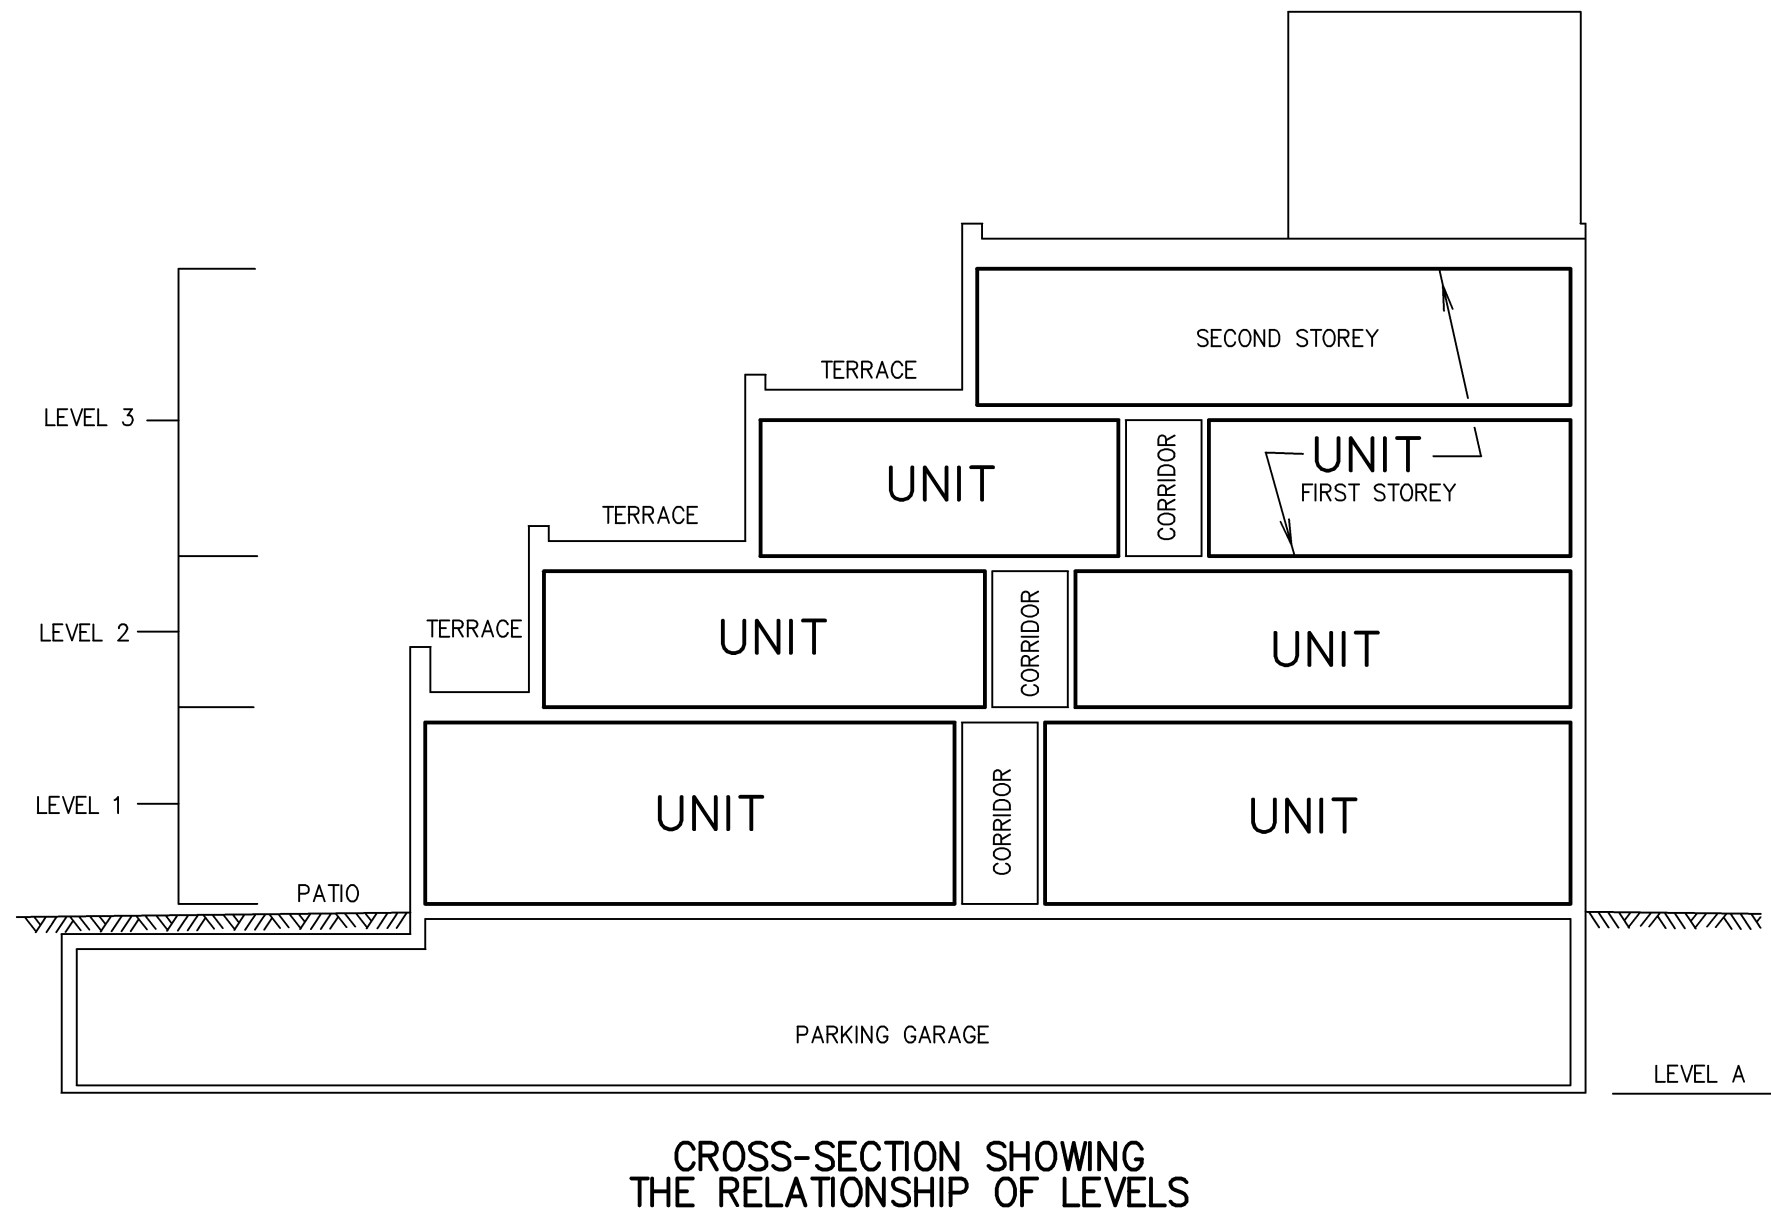 SECOND STOREY
TERRACE
LEVEL 3
UNIT
CORRIDOR
UNIT
FIRST STOREY
TERRACE
TERRACE
LEVEL 2
UNIT
CORRIDOR
UNIT
LEVEL 1
UNIT
CORRIDOR
UNIT
PATIO
PARKING GARAGE
LEVEL A
CROSS-SECTION SHOWING
THE RELATIONSHIP OF LEVELS